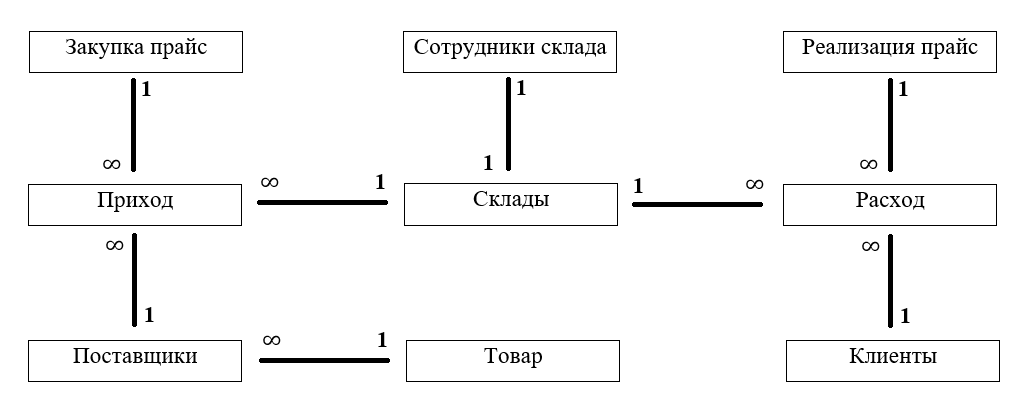 Закупка прайс
Сотрудники склада
Реализация прайс
1
1
1
∞
1
∞
∞
1
1
∞
Приход
Склады
Расход
∞
∞
1
1
∞
1
Поставщики
Товар
Клиенты